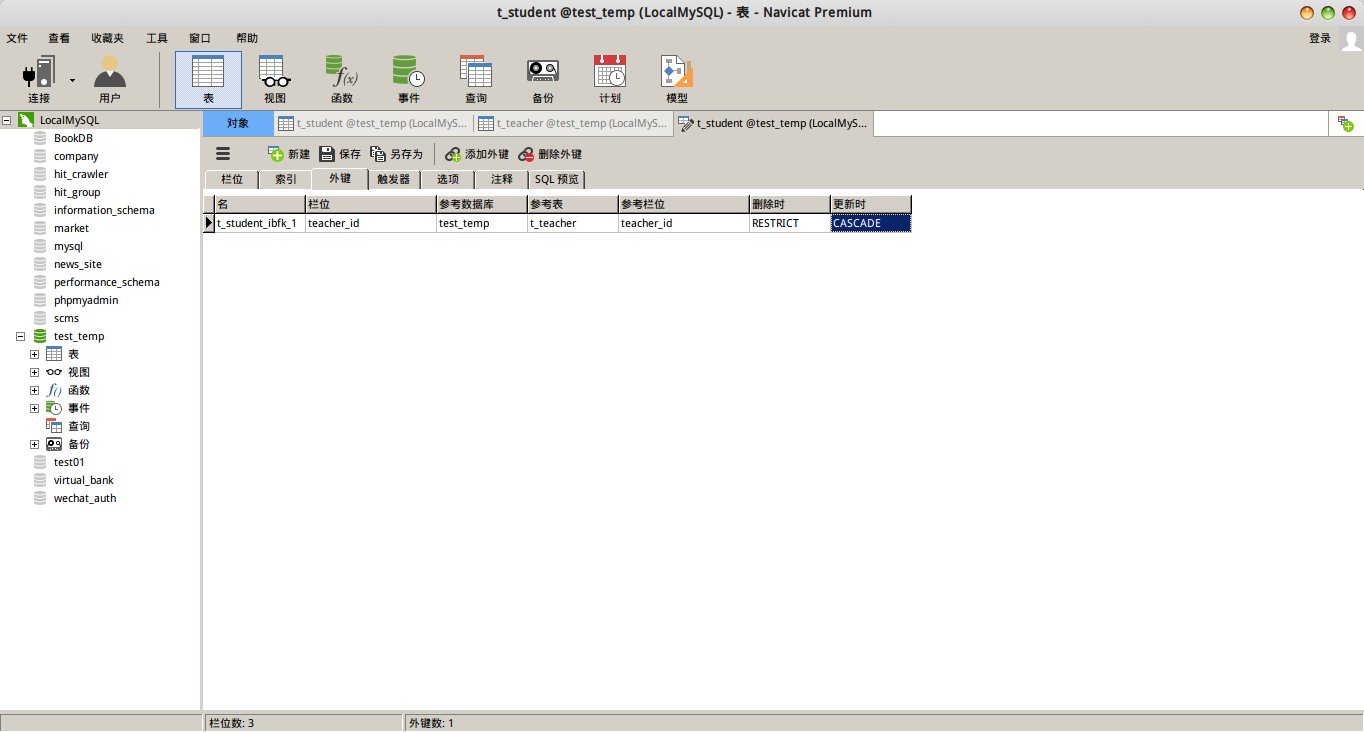 t_student @test_temp (LocalMySQL) - 表 - Navicat Premium
文件 查看 收藏夹 工具 窗口 帮助 登录
连接 用户 表 视图 函数 事件 查询 备份 计划 模型
LocalMySQL
BookDB
company
hit_crawler
hit_group
information_schema
market
mysql
news_site
performance_schema
phpmyadmin
scms
test_temp
表
视图
函数
事件
查询
备份
test01
virtual_bank
wechat_auth
对象 t_student @test_temp (LocalMyS... t_teacher @test_temp (LocalMyS... t_student @test_temp (LocalMyS...
新建 保存 另存为 添加外键 删除外键
栏位 索引 外键 触发器 选项 注释 SQL 预览
名 栏位 参考数据库 参考表 参考栏位 删除时 更新时
t_student_ibfk_1 teacher_id test_temp t_teacher teacher_id RESTRICT CASCADE
栏位数: 3 外键数: 1